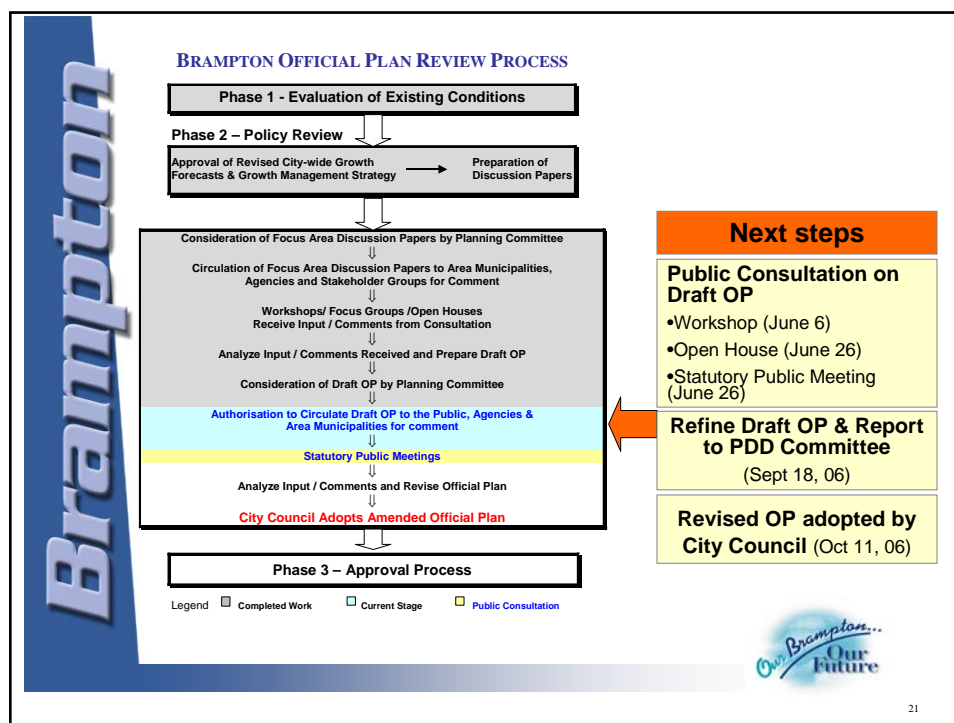 Brampton
BRAMPTON OFFICIAL PLAN REVIEW PROCESS
Phase 1 - Evaluation of Existing Conditions
Phase 2 – Policy Review
Approval of Revised City-wide Growth
Forecasts & Growth Management Strategy
Preparation of
Discussion Papers
Consideration of Focus Area Discussion Papers by Planning Committee
⇓
Circulation of Focus Area Discussion Papers to Area Municipalities,
Agencies and Stakeholder Groups for Comment
⇓
Workshops/ Focus Groups /Open Houses
Receive Input / Comments from Consultation
⇓
Analyze Input / Comments Received and Prepare Draft OP
⇓
Consideration of Draft OP by Planning Committee
⇓
Authorisation to Circulate Draft OP to the Public, Agencies &
Area Municipalities for comment
⇓
Statutory Public Meetings
⇓
Analyze Input / Comments and Revise Official Plan
⇓
City Council Adopts Amended Official Plan
Phase 3 – Approval Process
Legend
Completed Work
Current Stage
Public Consultation
Next steps
Public Consultation on
Draft OP
•Workshop (June 6)
•Open House (June 26)
•Statutory Public Meeting
(June 26)
Refine Draft OP & Report
to PDD Committee
(Sept 18, 06)
Revised OP adopted by
City Council (Oct 11, 06)
Our Brampton...
Our
Future
21